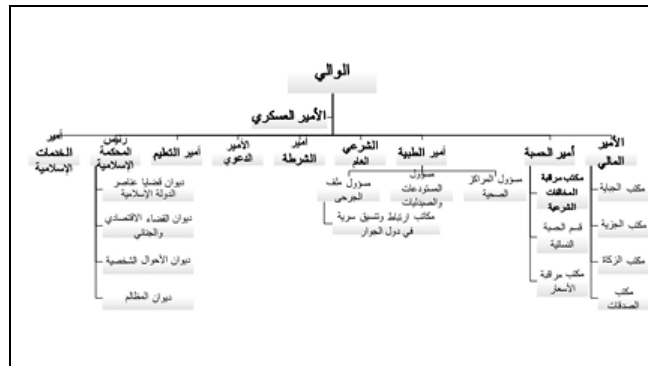 الوالي
الأمير العسكري
الأمير
المالي
أمير الحسبة
أمير الطبية
الشرعي
العام
أمير
الشرطة
الأمير
الدعوي
أمير التعليم
رئيس
المحكمة
الإسلامية
أمير
الخدمات
الإسلامية
مكتب الجباية
مكتب الجزية
مكتب الزكاة
مكتب
الصدقات
مكتب مراقبة
المخالفات
الشرعية
قسم الحسبة
النسائية
مكتب مراقبة
الأسعار
مسؤول المراكز
الصحية
مسؤول
المستودعات
والصيدليات
مسؤول ملف
الجرحى
مكاتب ارتباط وتنسيق سرية
في دول الجوار
ديوان قضايا عناصر
الدولة الإسلامية
ديوان القضاء الاقتصادي
والجنائي
ديوان الأحوال الشخصية
ديوان المظالم